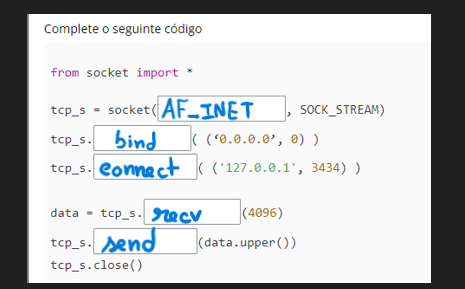 Complete o seguinte código
from socket import *
tcp_s = socket( AF_INET , SOCK_STREAM)
tcp_s. bind ( (‘0.0.0.0’, 0) )
tcp_s. connect ( ('127.0.0.1', 3434) )
data = tcp_s. recv (4096)
tcp_s. send (data.upper())
tcp_s.close()